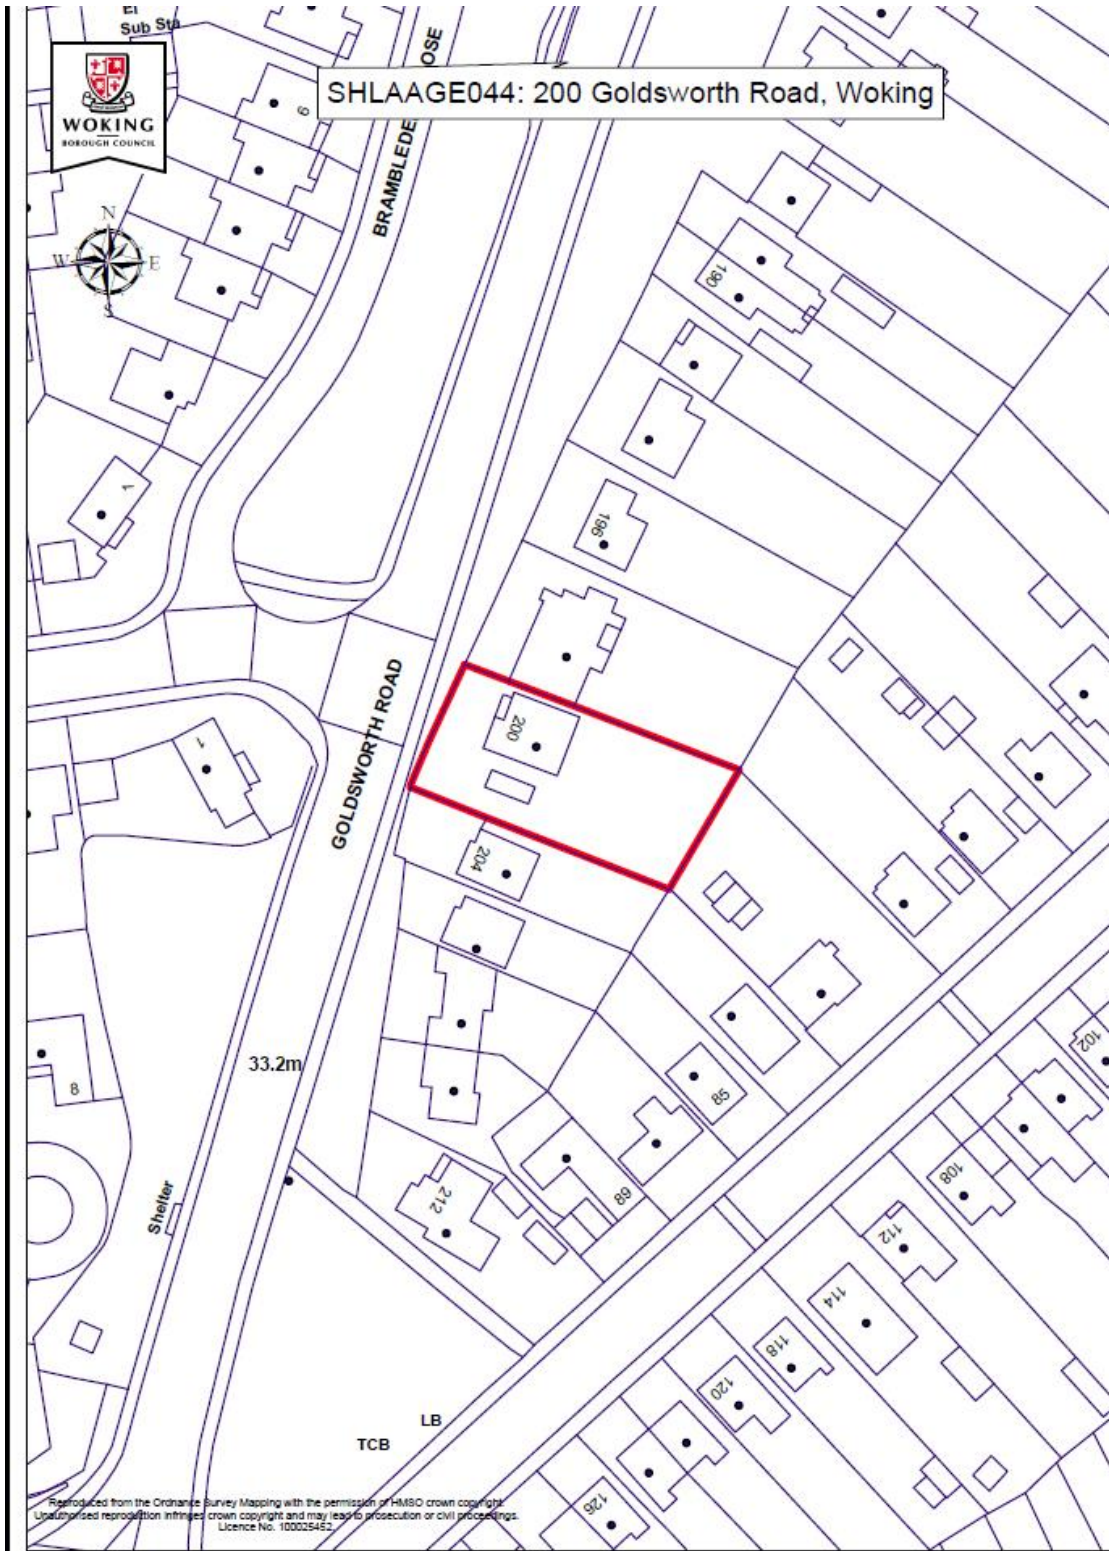 El
Sub Sta
WOKING
BOROUGH COUNCIL
SHLAAGE044: 200 Goldsworth Road, Woking
9
BRAMBLEDE
OSE
N
W
E
S
190
196
GOLDSWORTH ROAD
200
1
204
33.2m
8
98
102
Shelter
212
89
108
112
114
118
120
LB
TCB
126
Reproduced from the Ordnance Survey Mapping with the permission of HMSO crown copyright.
Unauthorised reproduction infringes crown copyright and may lead to prosecution or civil proceedings.
Licence No. 100025452.